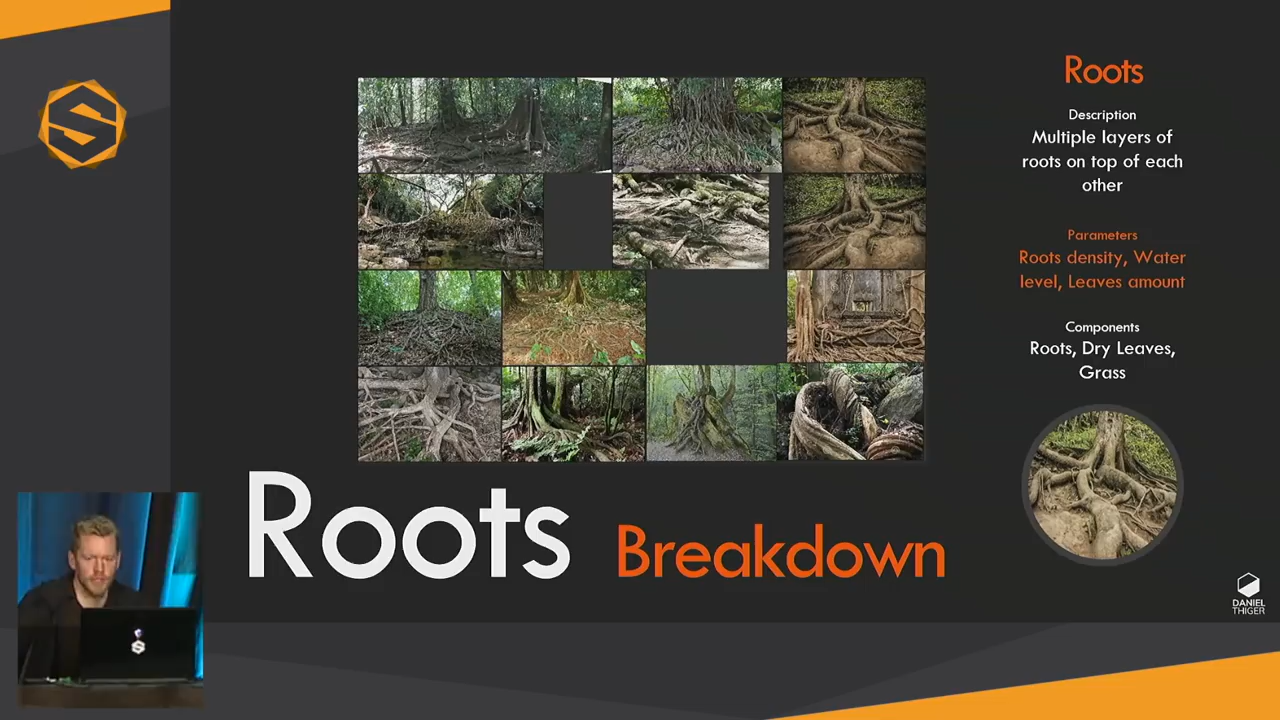 Roots
Description
Multiple layers of
roots on top of each
other
Parameters
Roots density, Water
level, Leaves amount
Components
Roots, Dry Leaves,
Grass
Roots Breakdown
DANIEL
THIGER